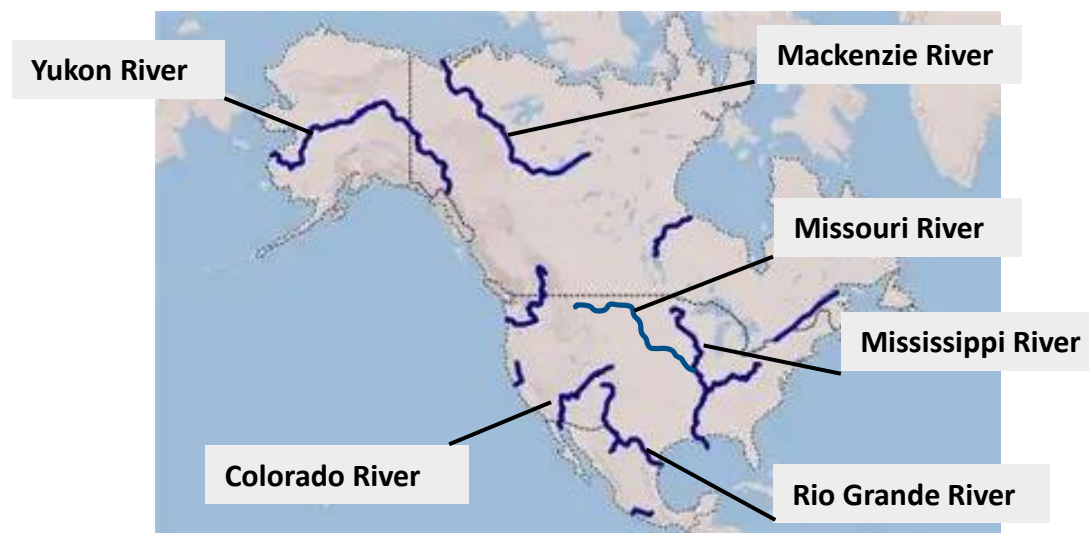 Yukon River
Mackenzie River
Missouri River
Mississippi River
Colorado River
Rio Grande River